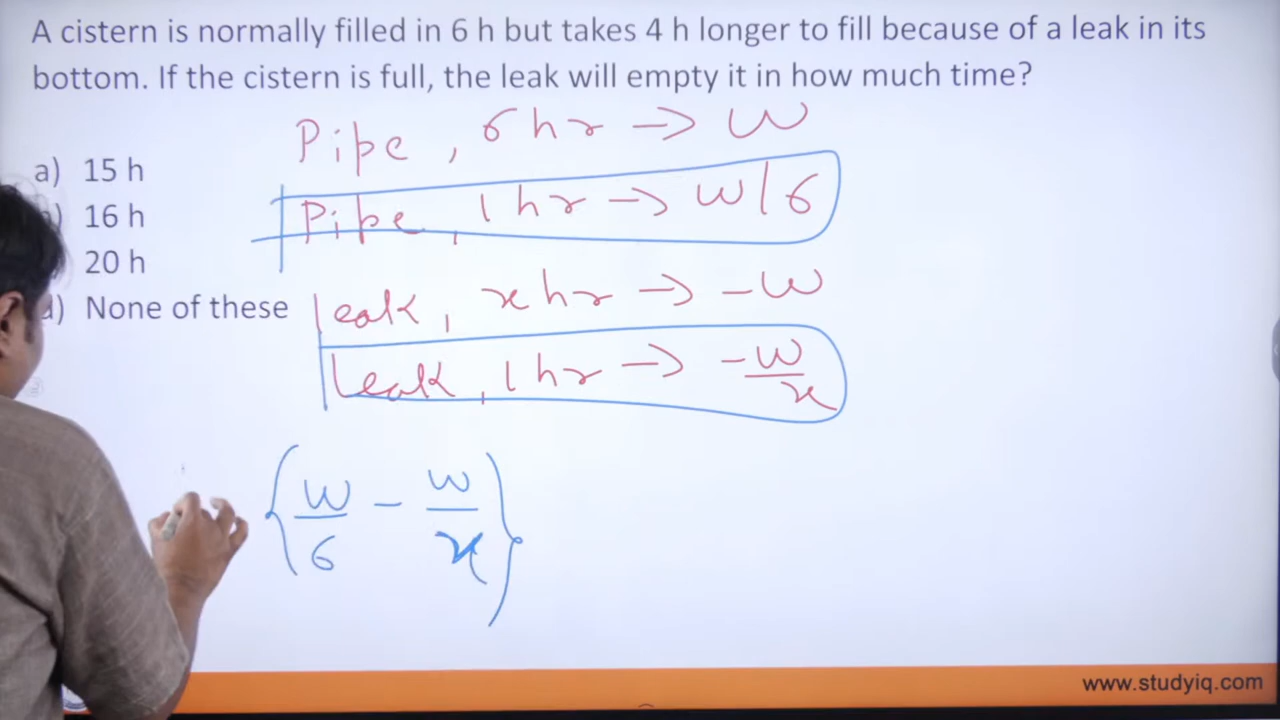 A cistern is normally filled in 6 h but takes 4 h longer to fill because of a leak in its
bottom. If the cistern is full, the leak will empty it in how much time?
a) 15 h
) 16 h
20 h
) None of these
Pipe, 6 hr → W
Pipe, 1 hr → W/6
leak, x hr → -W
Leak, 1 hr → -W/x
{W/6 - W/x}
www.studyiq.com